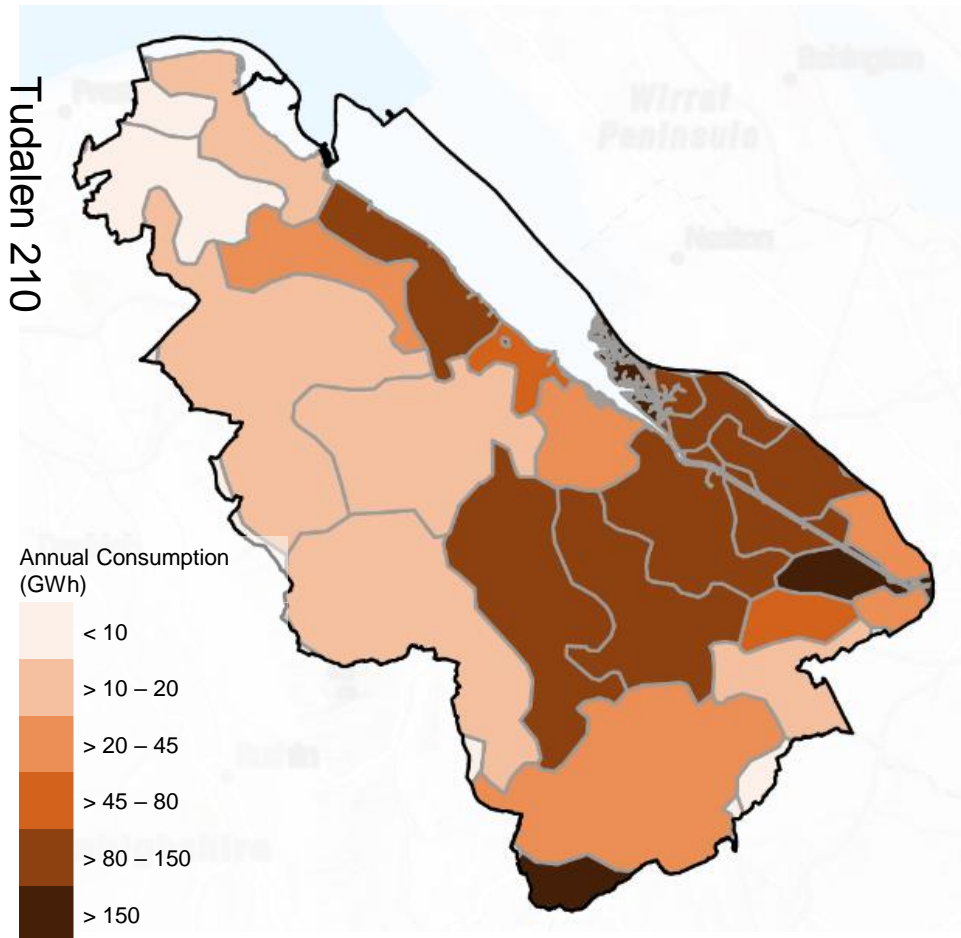 Tudalen 210
Wirral
Peninsula
Annual Consumption
(GWh)
< 10
> 10 – 20
> 20 – 45
> 45 – 80
> 80 – 150
> 150